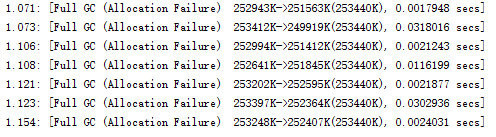 1.071: [Full GC (Allocation Failure)  252943K->251563K(253440K), 0.0017948 secs]
1.073: [Full GC (Allocation Failure)  253412K->249919K(253440K), 0.0318016 secs]
1.106: [Full GC (Allocation Failure)  252994K->251412K(253440K), 0.0021243 secs]
1.108: [Full GC (Allocation Failure)  252641K->251845K(253440K), 0.0116199 secs]
1.121: [Full GC (Allocation Failure)  253202K->252595K(253440K), 0.0021877 secs]
1.123: [Full GC (Allocation Failure)  253397K->252364K(253440K), 0.0302936 secs]
1.154: [Full GC (Allocation Failure)  253248K->252407K(253440K), 0.0024031 secs]